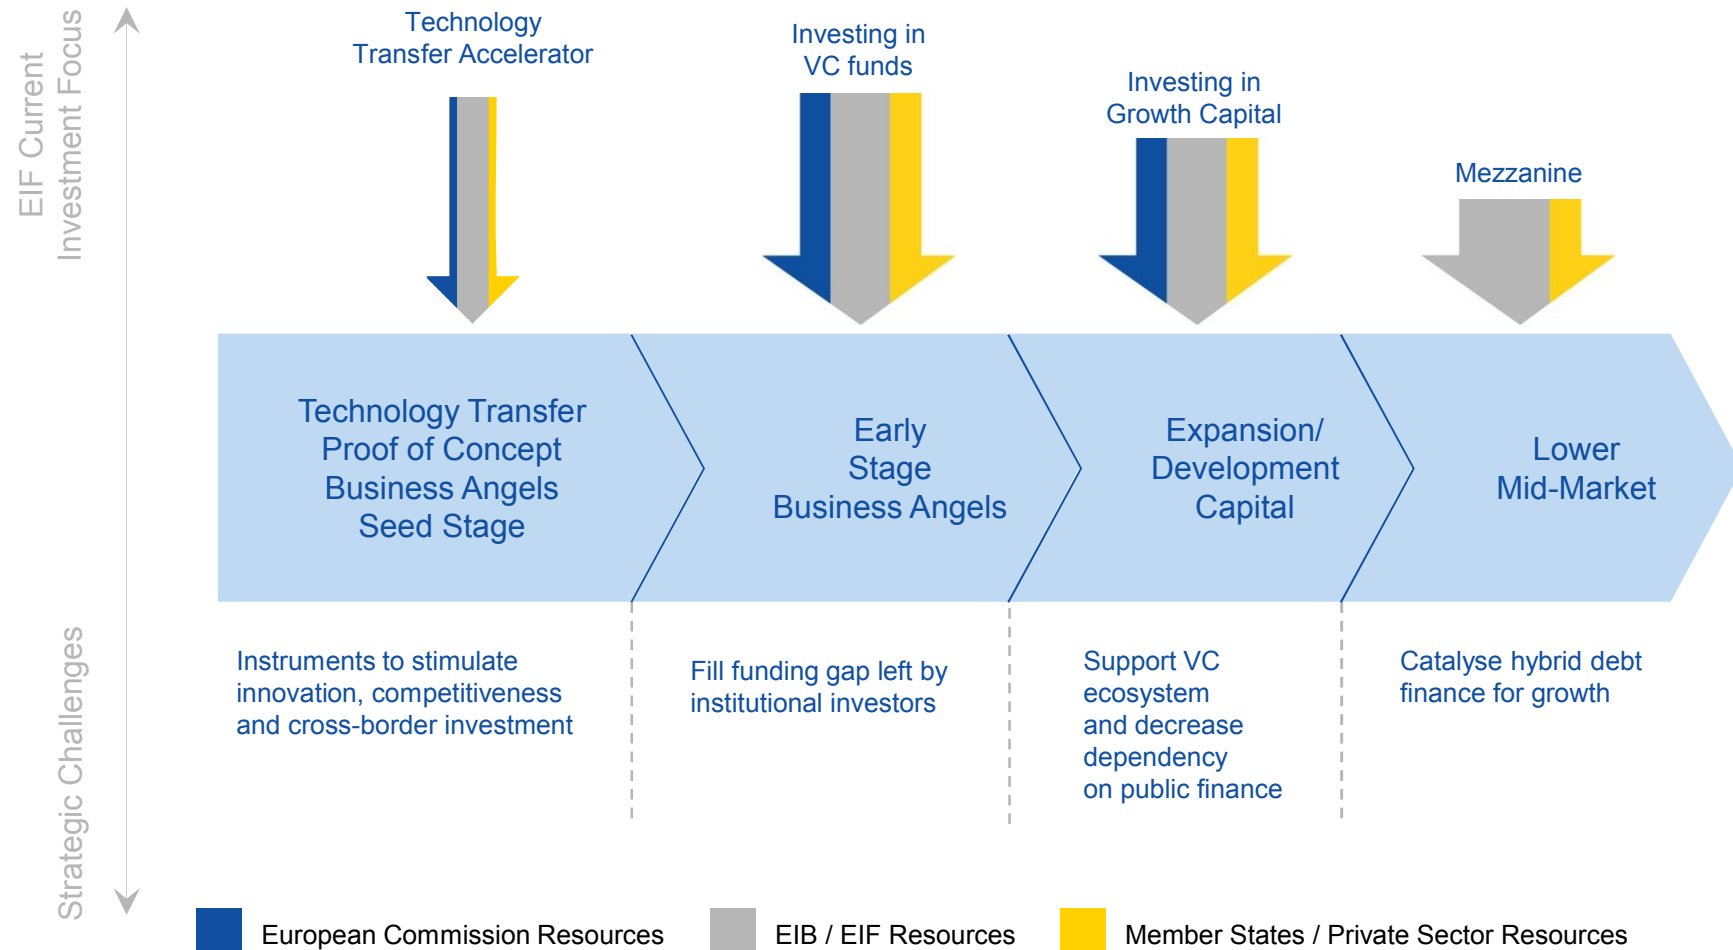 EIF Current
Investment Focus
Technology
Transfer Accelerator
Investing in
VC funds
Investing in
Growth Capital
Mezzanine
Technology Transfer
Proof of Concept
Business Angels
Seed Stage
Early
Stage
Business Angels
Expansion/
Development
Capital
Lower
Mid-Market
Strategic Challenges
Instruments to stimulate
innovation, competitiveness
and cross-border investment
Fill funding gap left by
institutional investors
Support VC
ecosystem
and decrease
dependency
on public finance
Catalyse hybrid debt
finance for growth
European Commission Resources
EIB / EIF Resources
Member States / Private Sector Resources